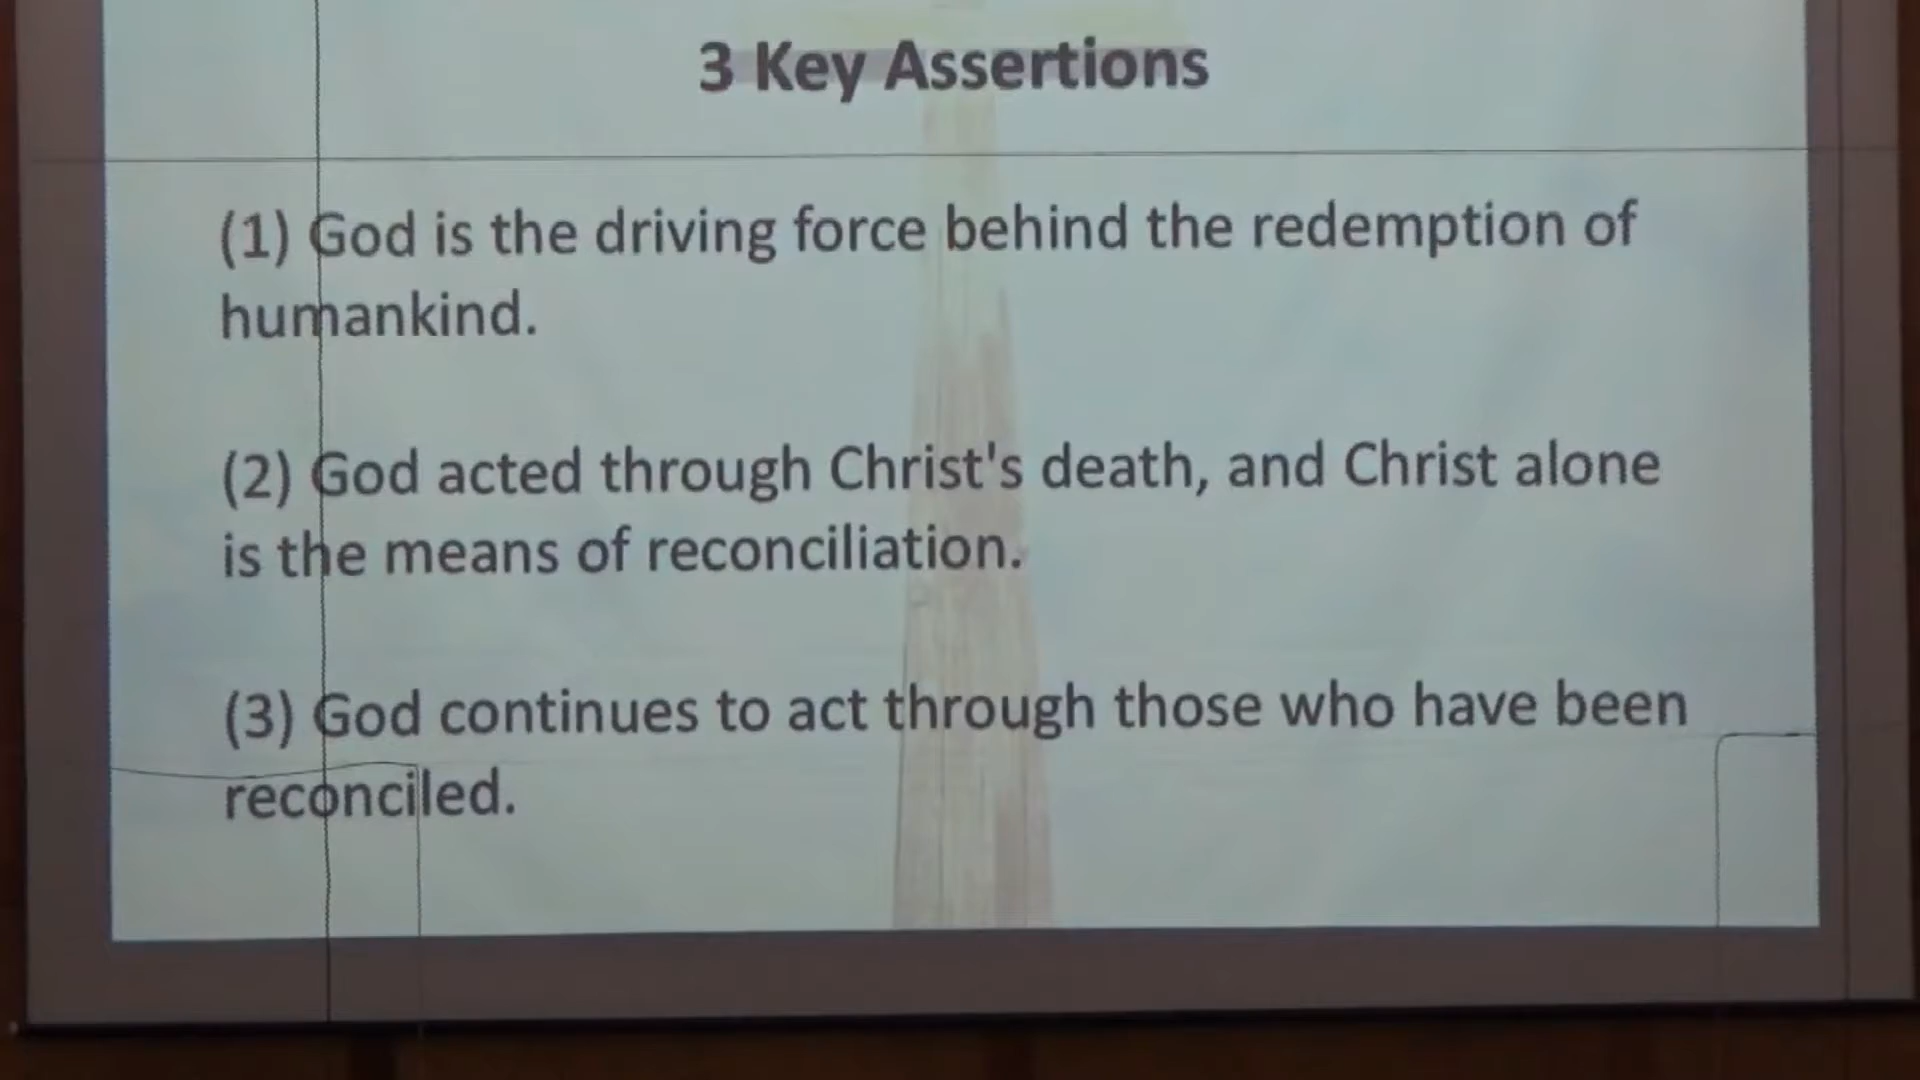 3 Key Assertions
(1) God is the driving force behind the redemption of
humankind.
(2) God acted through Christ's death, and Christ alone
is the means of reconciliation.
(3) God continues to act through those who have been
reconciled.